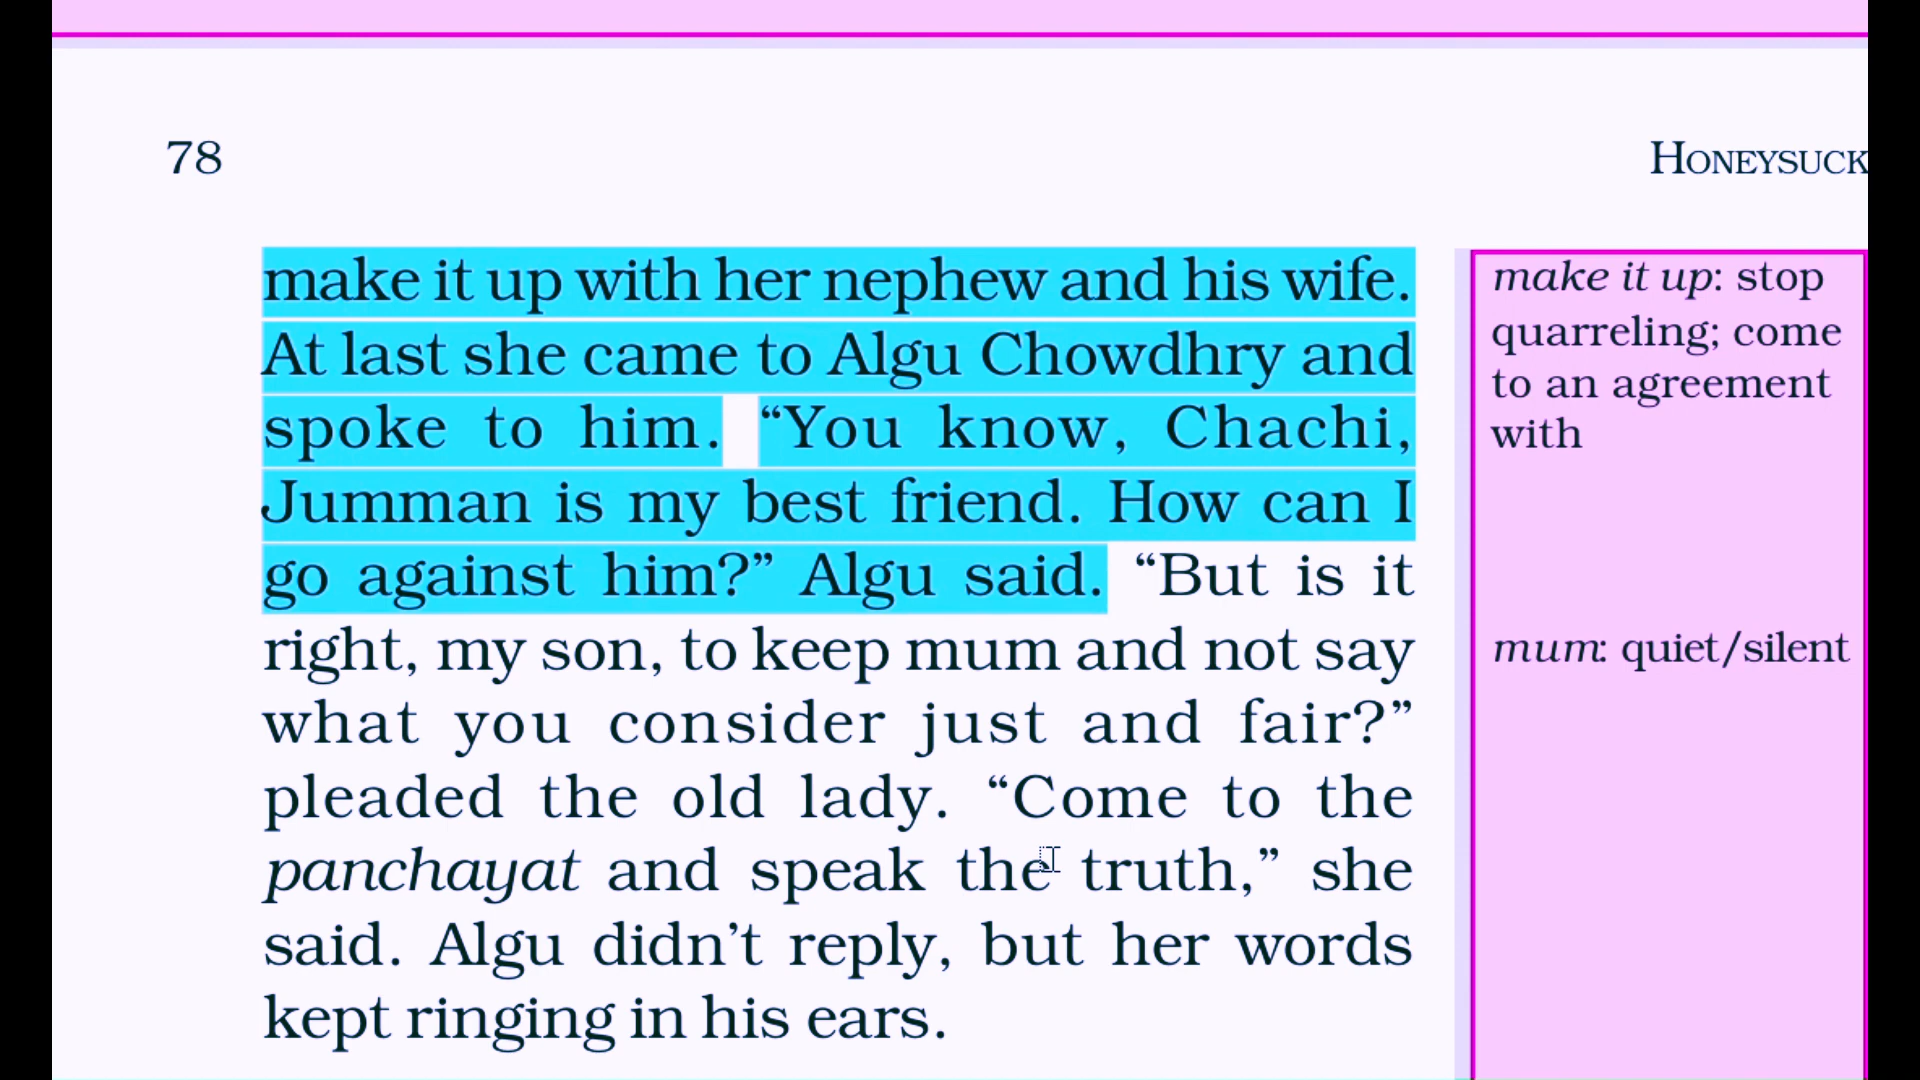 78
HONEYSUCK
make it up with her nephew and his wife.
At last she came to Algu Chowdhry and
spoke to him. “You know, Chachi,
Jumman is my best friend. How can I
go against him?” Algu said. “But is it
right, my son, to keep mum and not say
what you consider just and fair?”
pleaded the old lady. “Come to the
panchayat and speak the truth,” she
said. Algu didn’t reply, but her words
kept ringing in his ears.
make it up: stop
quarreling; come
to an agreement
with
mum: quiet/silent